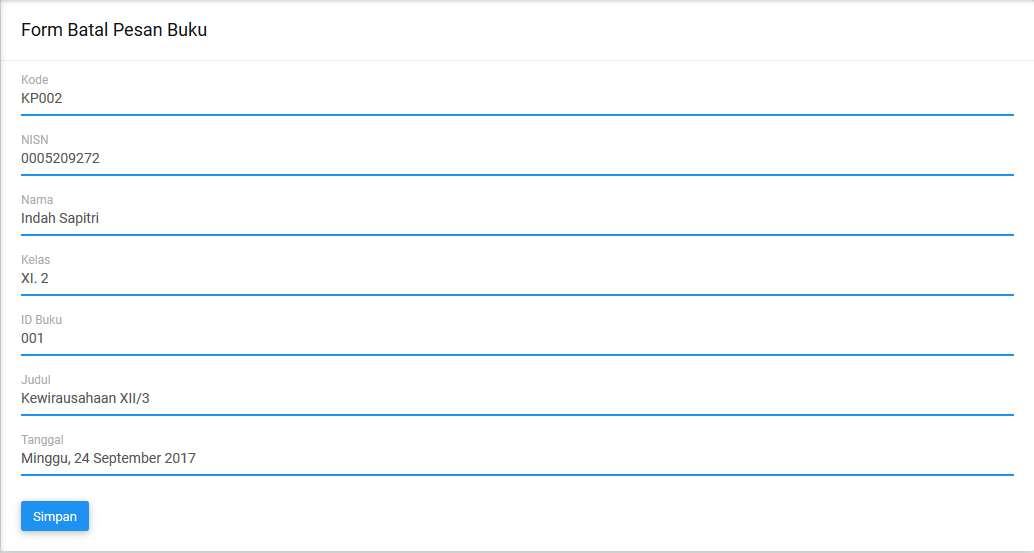 Form Batal Pesan Buku
Kode
KP002
NISN
0005209272
Nama
Indah Sapitri
Kelas
XI. 2
ID Buku
001
Judul
Kewirausahaan XII/3
Tanggal
Minggu, 24 September 2017
Simpan